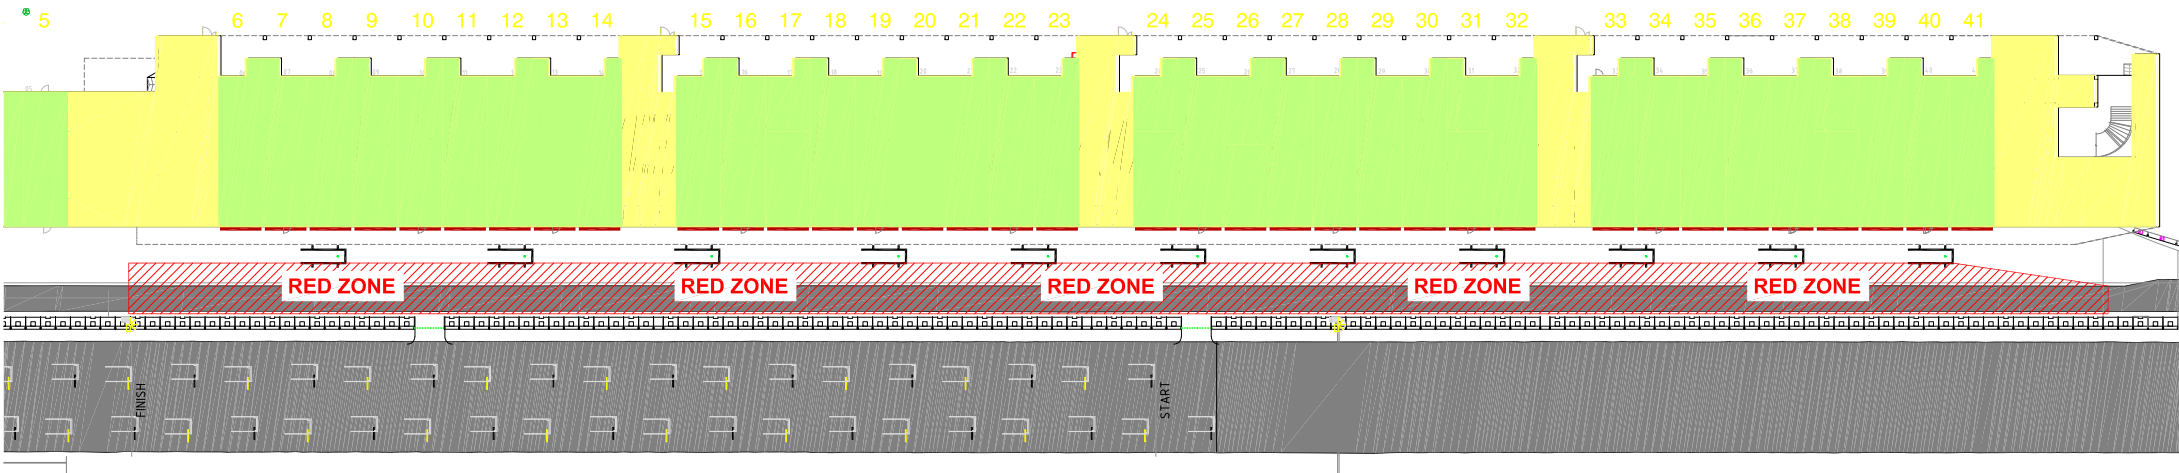 5 6 7 8 9 10 11 12 13 14 15 16 17 18 19 20 21 22 23 24 25 26 27 28 29 30 31 32 33 34 35 36 37 38 39 40 41
RED ZONE RED ZONE RED ZONE RED ZONE RED ZONE
FINISH
START